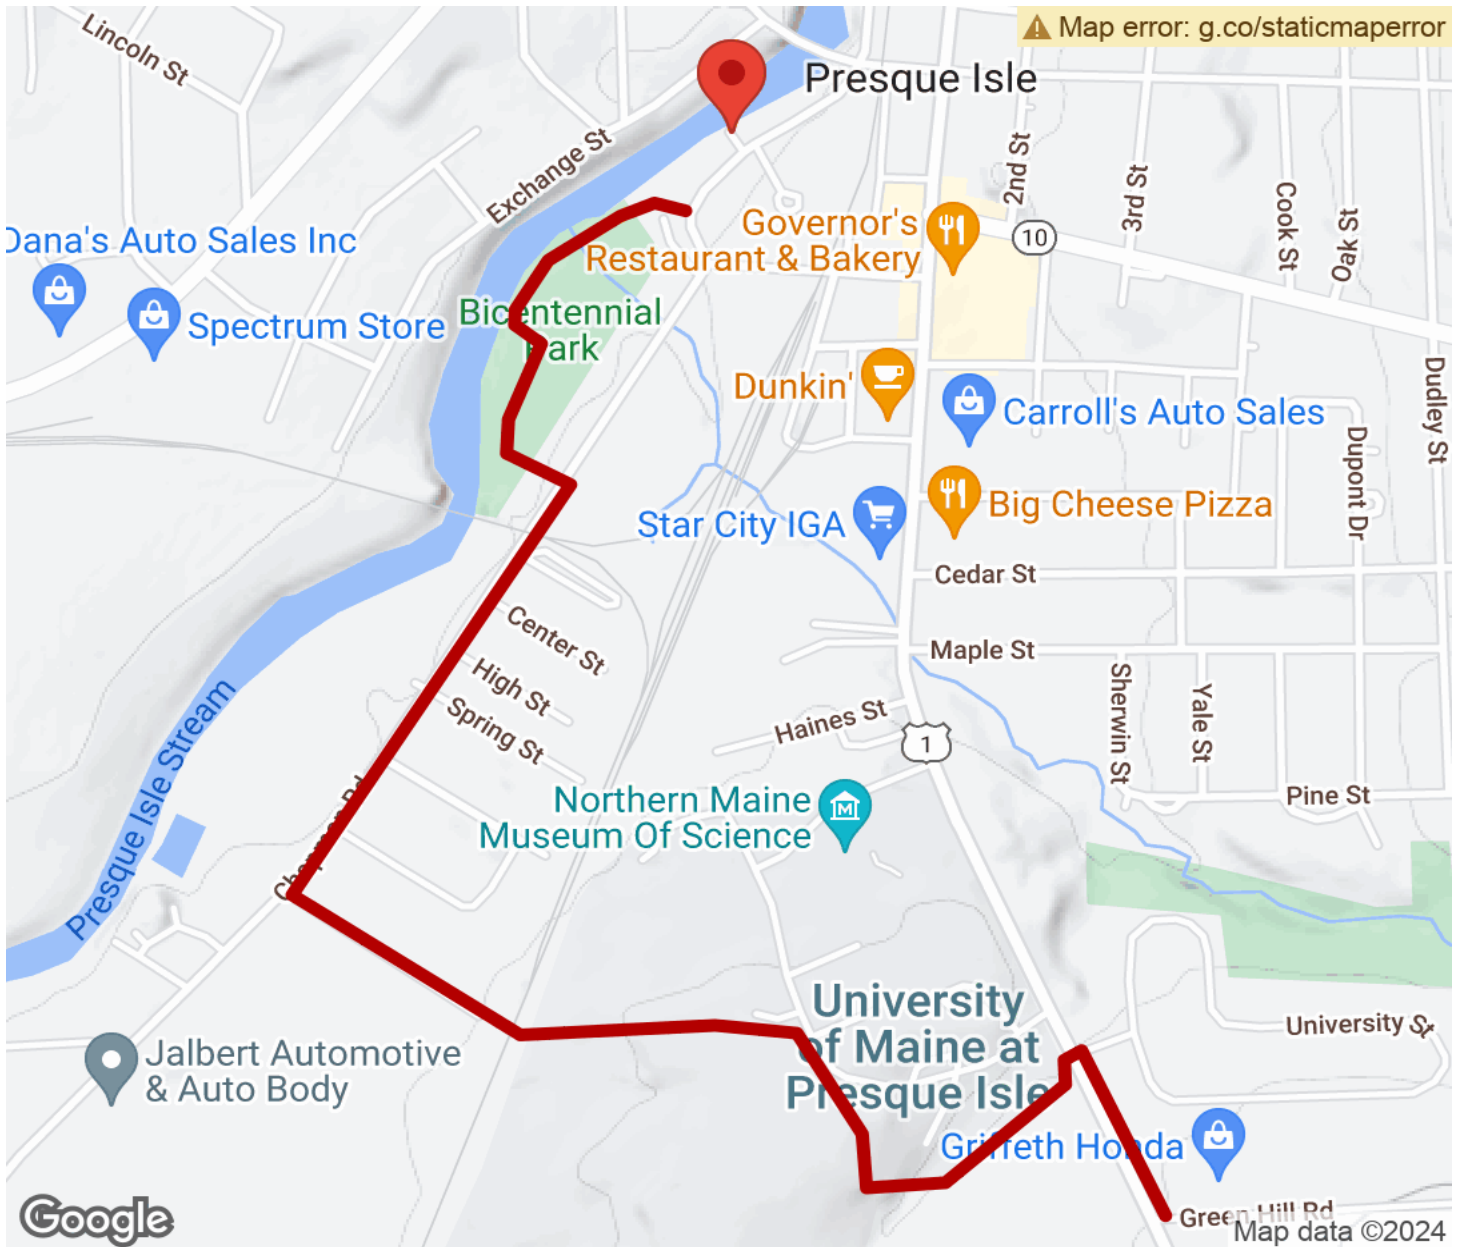 Map error: g.co/staticmaperror
Lincoln St
Presque Isle
Exchange St
2nd St
3rd St
Cook St
Oak St
10
Governor's
Restaurant & Bakery
Dana's Auto Sales Inc
Spectrum Store
Bicentennial
Park
Dunkin'
Carroll's Auto Sales
Dudley St
Dupont Dr
Star City IGA
Big Cheese Pizza
Cedar St
Center St
High St
Spring St
Maple St
Sherwin St
Yale St
Haines St
1
Presque Isle Stream
Chapman Rd
Northern Maine
Museum Of Science
Pine St
University
of Maine at
Presque Isle
University St
Jalbert Automotive
& Auto Body
Griffeth Honda
Green Hill Rd
Google
Map data ©2024